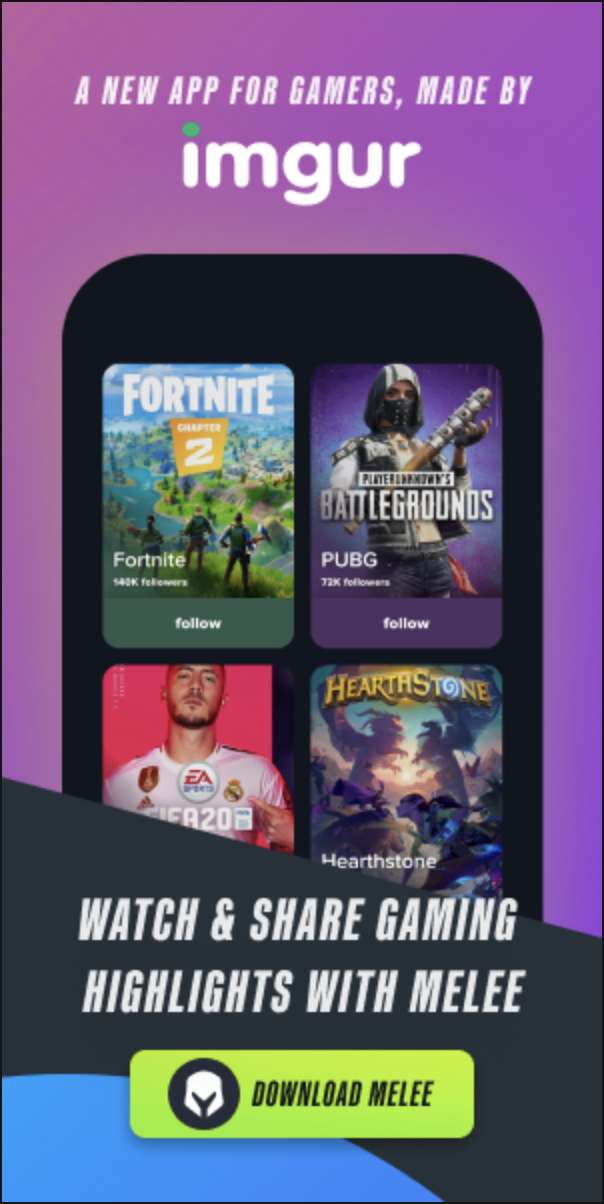 A NEW APP FOR GAMERS, MADE BY
imgur
FORTNITE
CHAPTER
2
Fortnite
140K followers
follow
PLAYERUNKNOWN'S
BATTLEGROUNDS
PUBG
72K followers
follow
EA
SPORTS
FIFA20
HEARTHSTONE
Hearthstone
WATCH & SHARE GAMING
HIGHLIGHTS WITH MELEE
DOWNLOAD MELEE